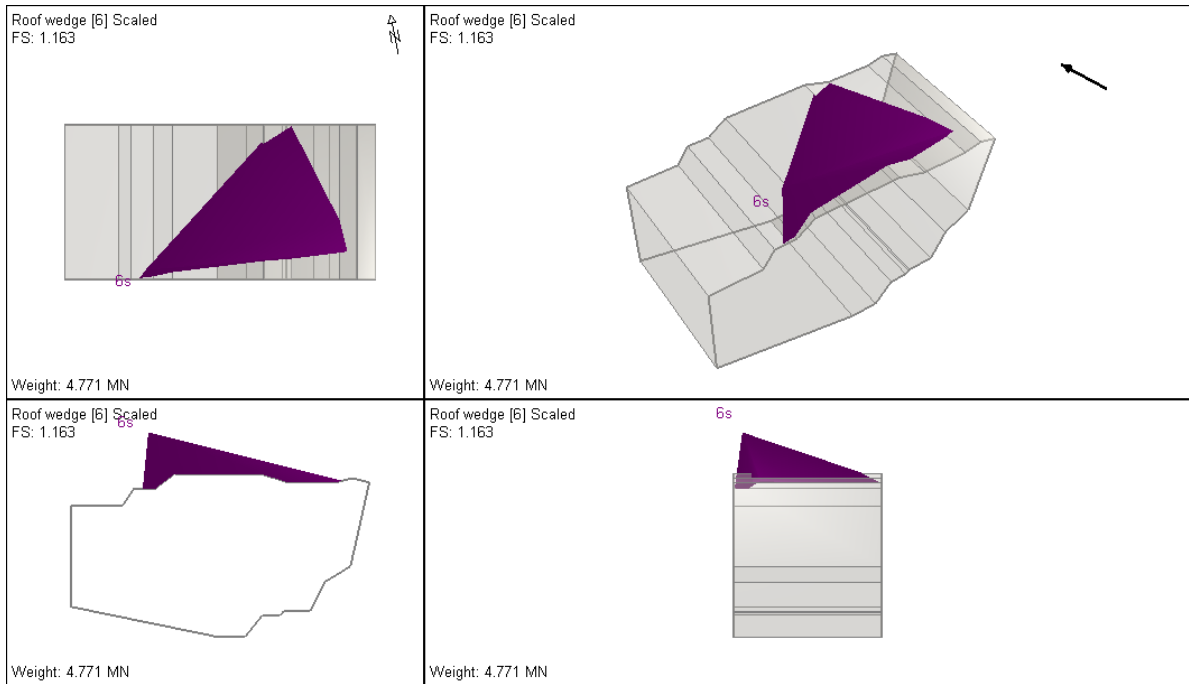 Roof wedge [6] Scaled
FS: 1.163
N
6s
Weight: 4.771 MN
Roof wedge [6] Scaled
FS: 1.163
6s
Weight: 4.771 MN
Roof wedge [6] Scaled
FS: 1.163
6s
Weight: 4.771 MN
Roof wedge [6] Scaled
FS: 1.163
6s
Weight: 4.771 MN